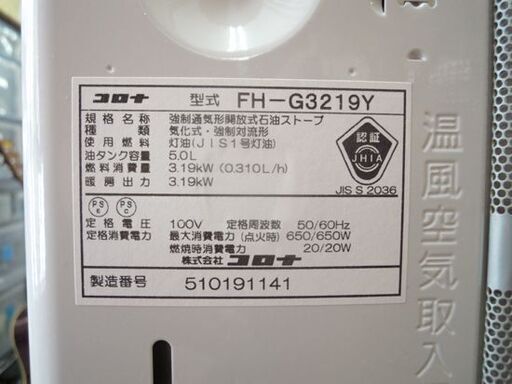 コロナ 型式 FH-G3219Y
規格名称 強制通気形開放式石油ストーブ
種類 気化式・強制対流形
使用燃料 灯油(JIS1号灯油)
油タンク容量 5.0L
燃料消費量 3.19kW (0.310L/h)
暖房出力 3.19kW
認証
JHIA
JIS S 2036
PS E PS C
定格電圧 100V 定格周波数 50/60Hz
定格消費電力 最大消費電力 (点火時) 650/650W
燃焼時消費電力 20/20W
株式会社 コロナ
製造番号 510191141
温風空気取入